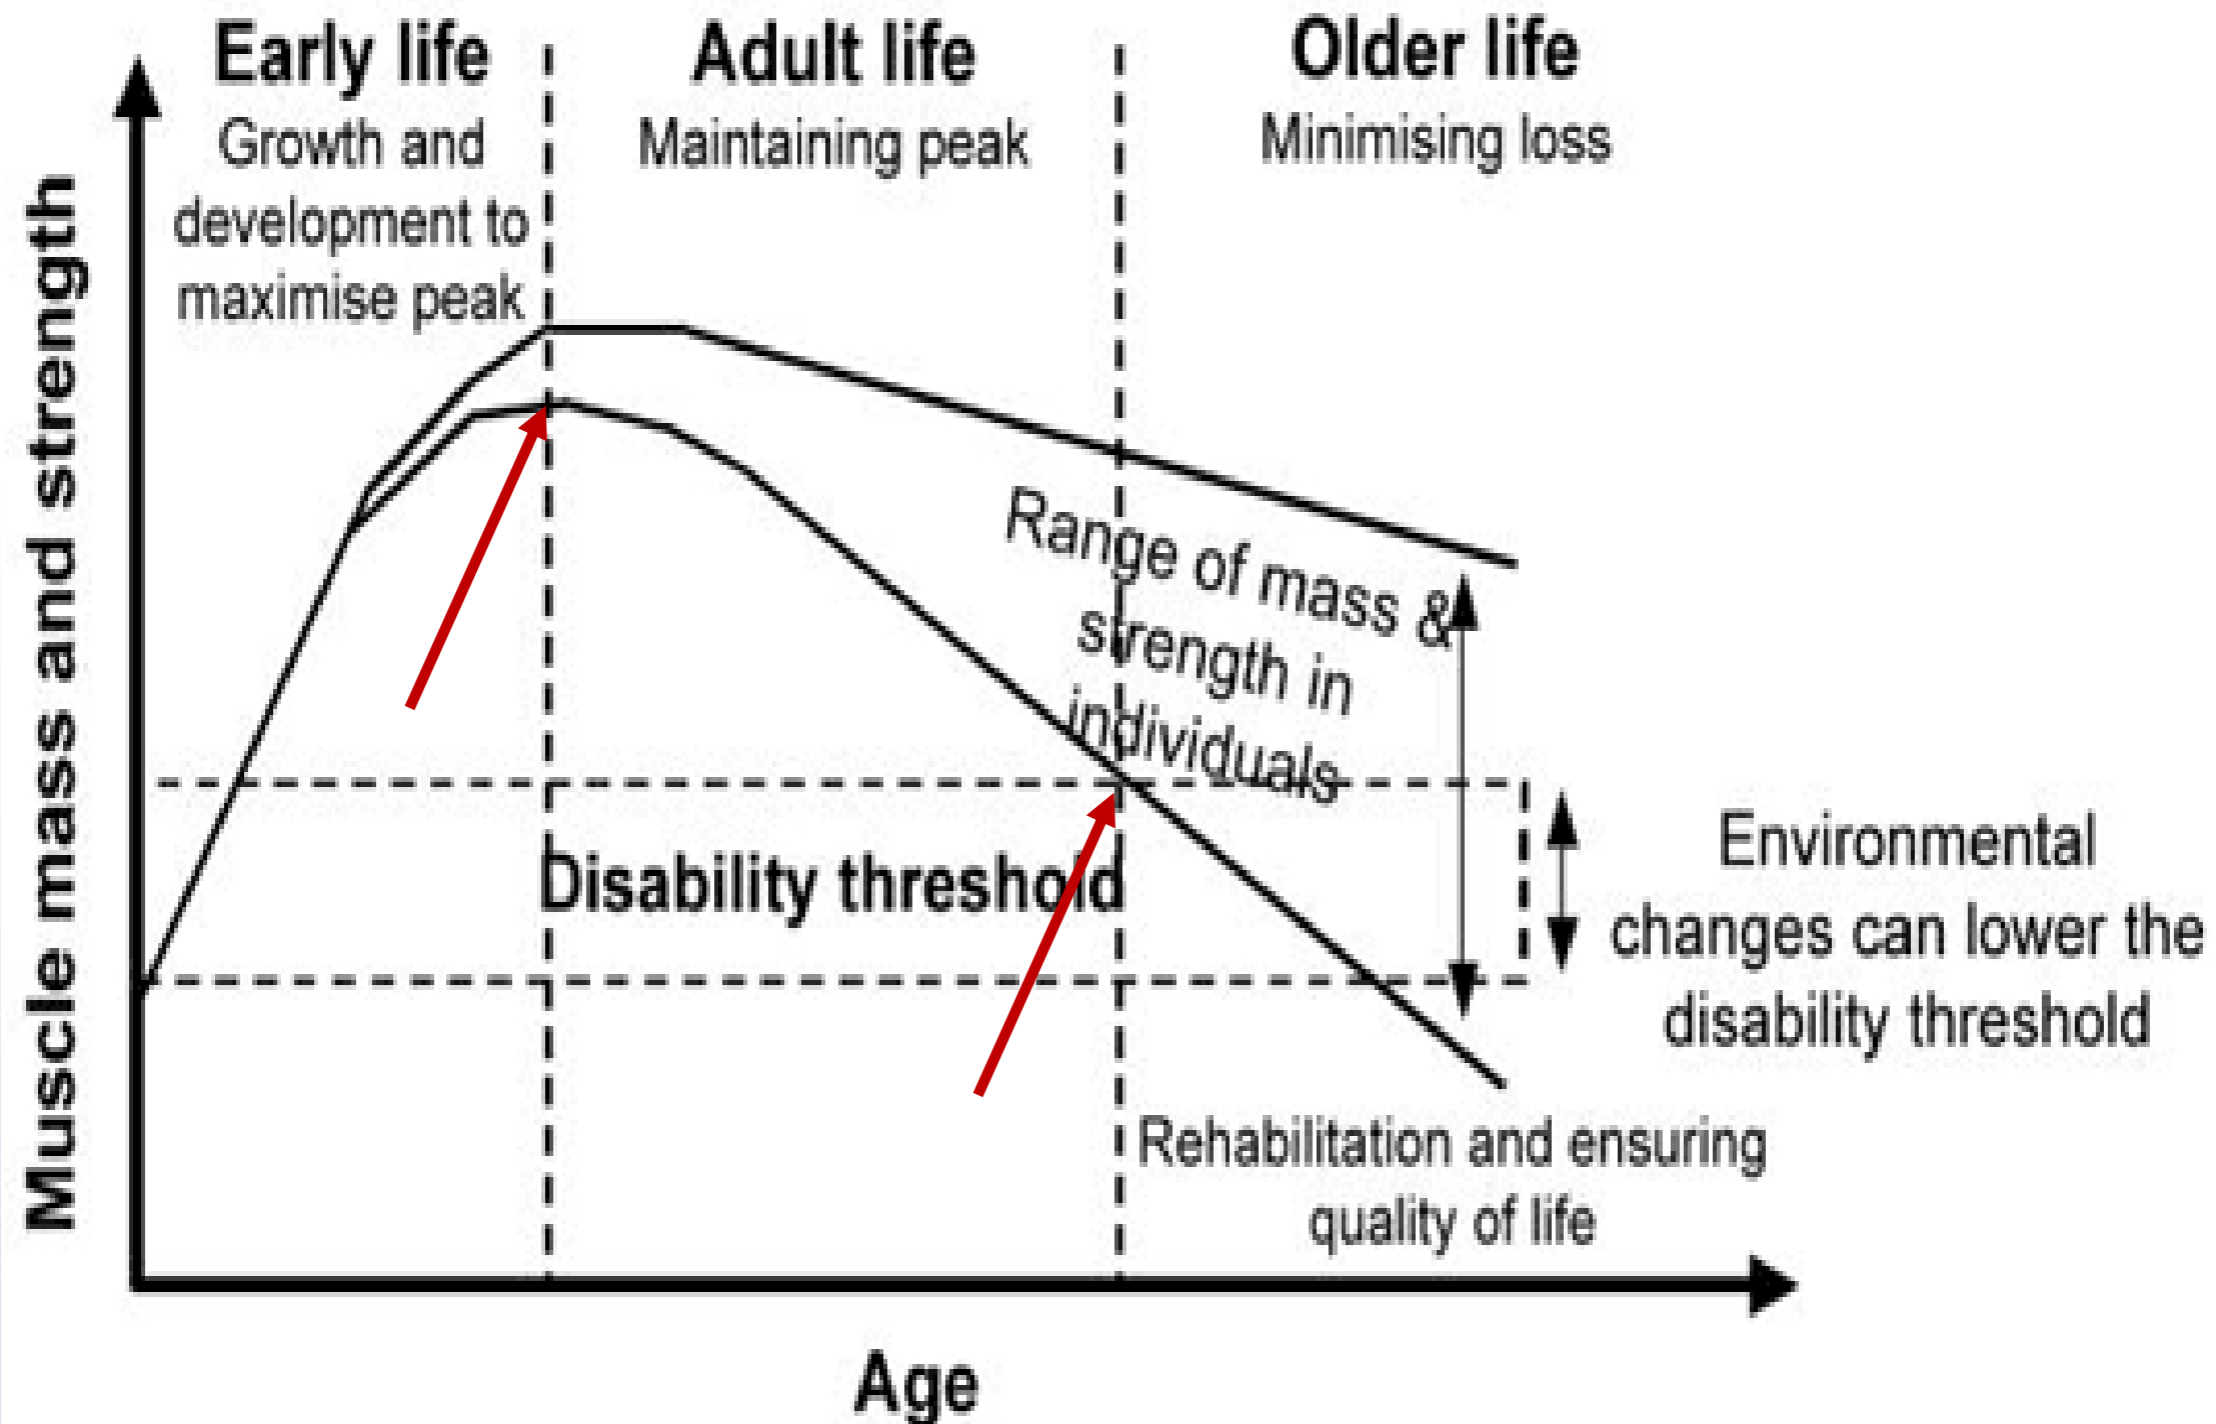 Early life
Growth and
development to
maximise peak
Adult life
Maintaining peak
Older life
Minimising loss
Muscle mass and strength
Range of mass &
strength in
individuals
Disability threshold
Environmental
changes can lower the
disability threshold
Rehabilitation and ensuring
quality of life
Age